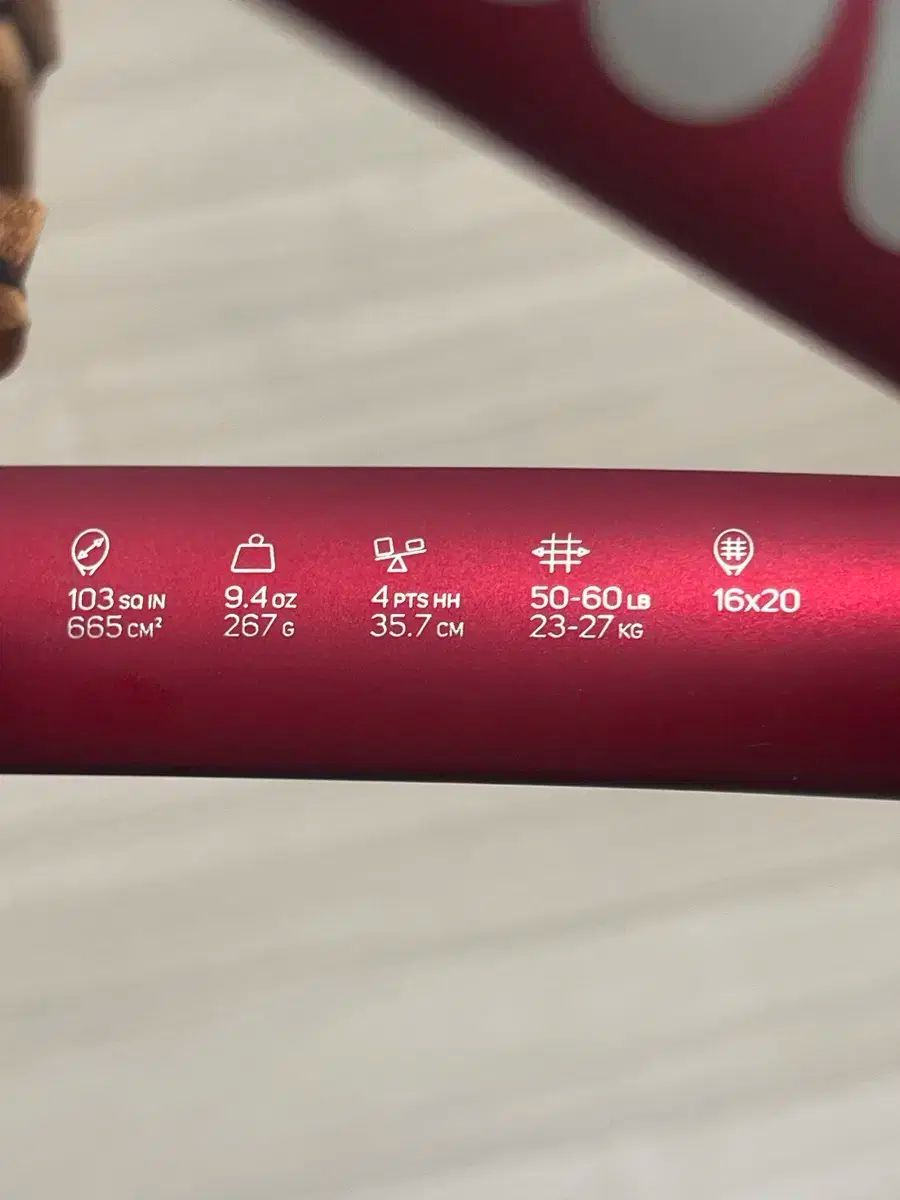 103 SQ IN
665 CM²
9.4 OZ
267 G
4 PTS HH
35.7 CM
50-60 LB
23-27 KG
16x20